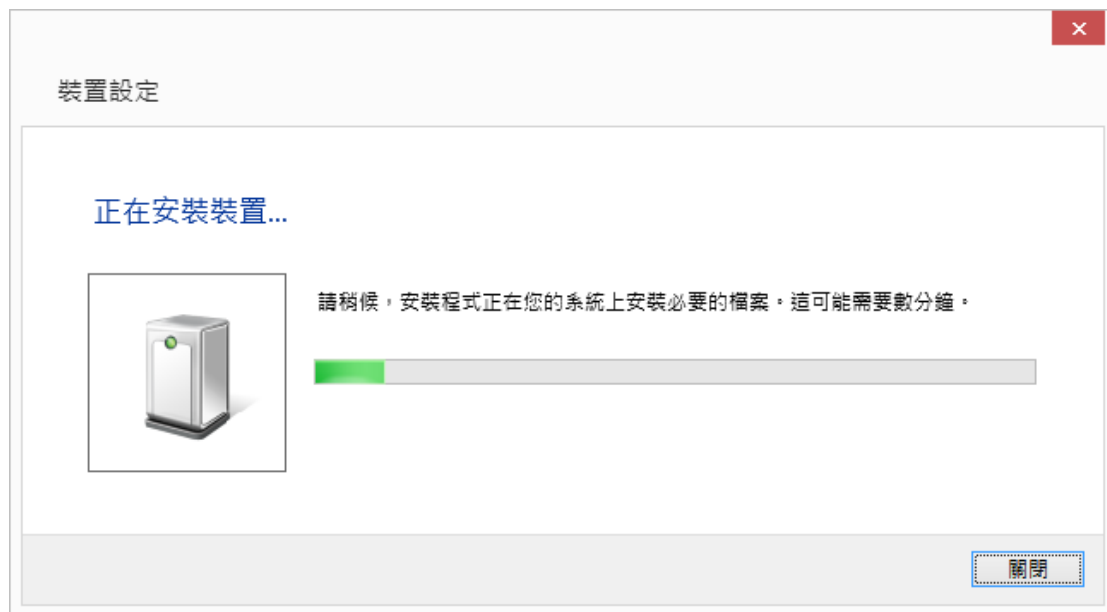 裝置設定
正在安裝裝置...
請稍候，安裝程式正在您的系統上安裝必要的檔案。這可能需要數分鐘。
關閉